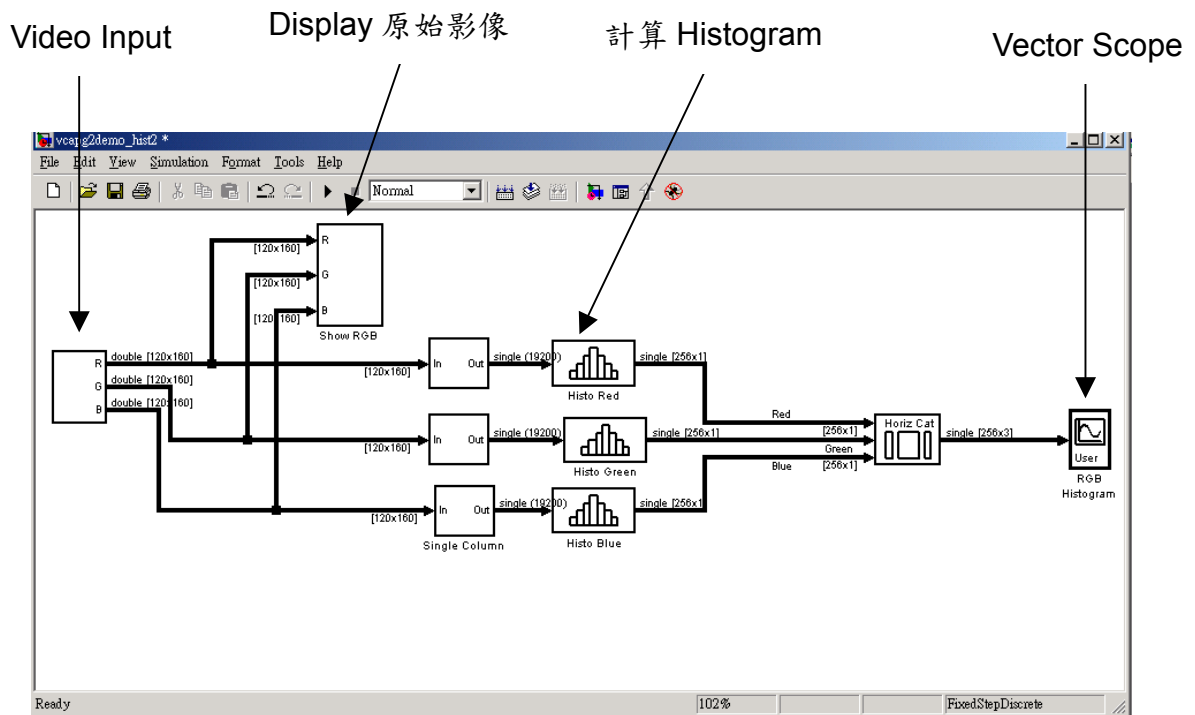 Video Input
Display 原始影像
計算 Histogram
Vector Scope
vcapg2demo_hist2 *
File Edit View Simulation Format Tools Help
Normal
R
[120x160]
G
[120x160]
B
[120x160]
Show RGB
R
double [120x160]
G
double [120x160]
B
double [120x160]
[120x160]
In Out
single (19200)
Histo Red
single [256x1]
[120x160]
In Out
single (19200)
Histo Green
single [256x1]
[120x160]
In Out
Single Column
single (19200)
Histo Blue
single [256x1
Red
[256x1]
Green
Blue
[256x1]
Horiz Cat
single [256x3]
User
RGB
Histogram
Ready
102%
FixedStepDiscrete